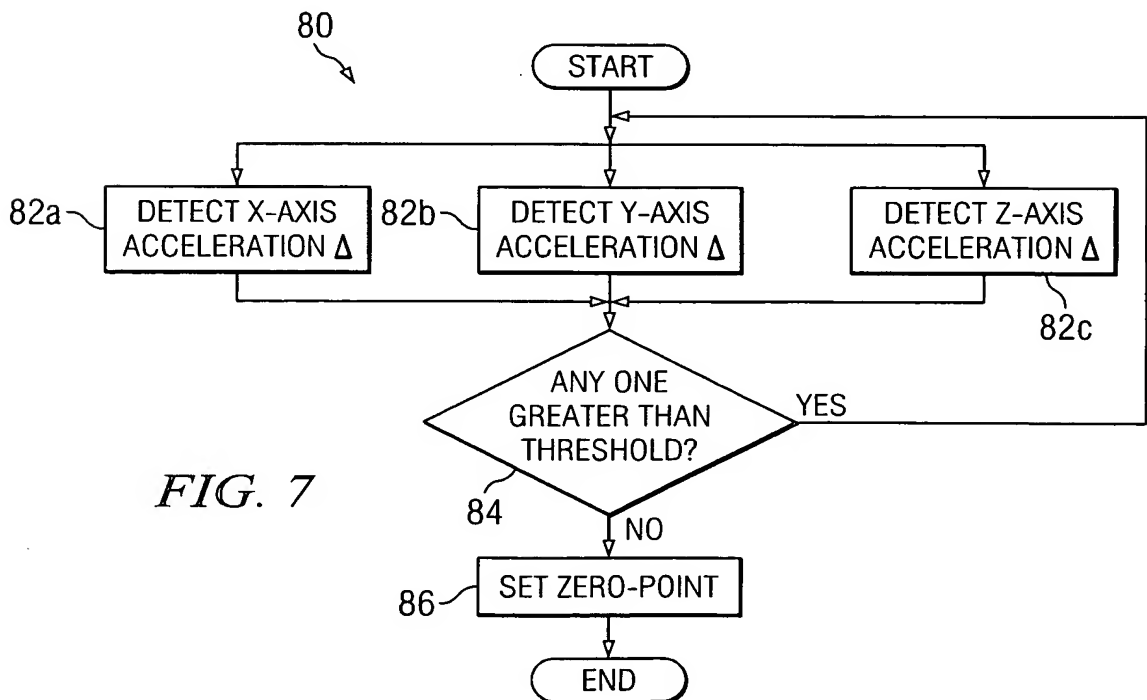 80
START
82a
DETECT X-AXIS
ACCELERATION Δ
82b
DETECT Y-AXIS
ACCELERATION Δ
DETECT Z-AXIS
ACCELERATION Δ
82c
ANY ONE
GREATER THAN
THRESHOLD?
YES
84
NO
FIG. 7
86
SET ZERO-POINT
END